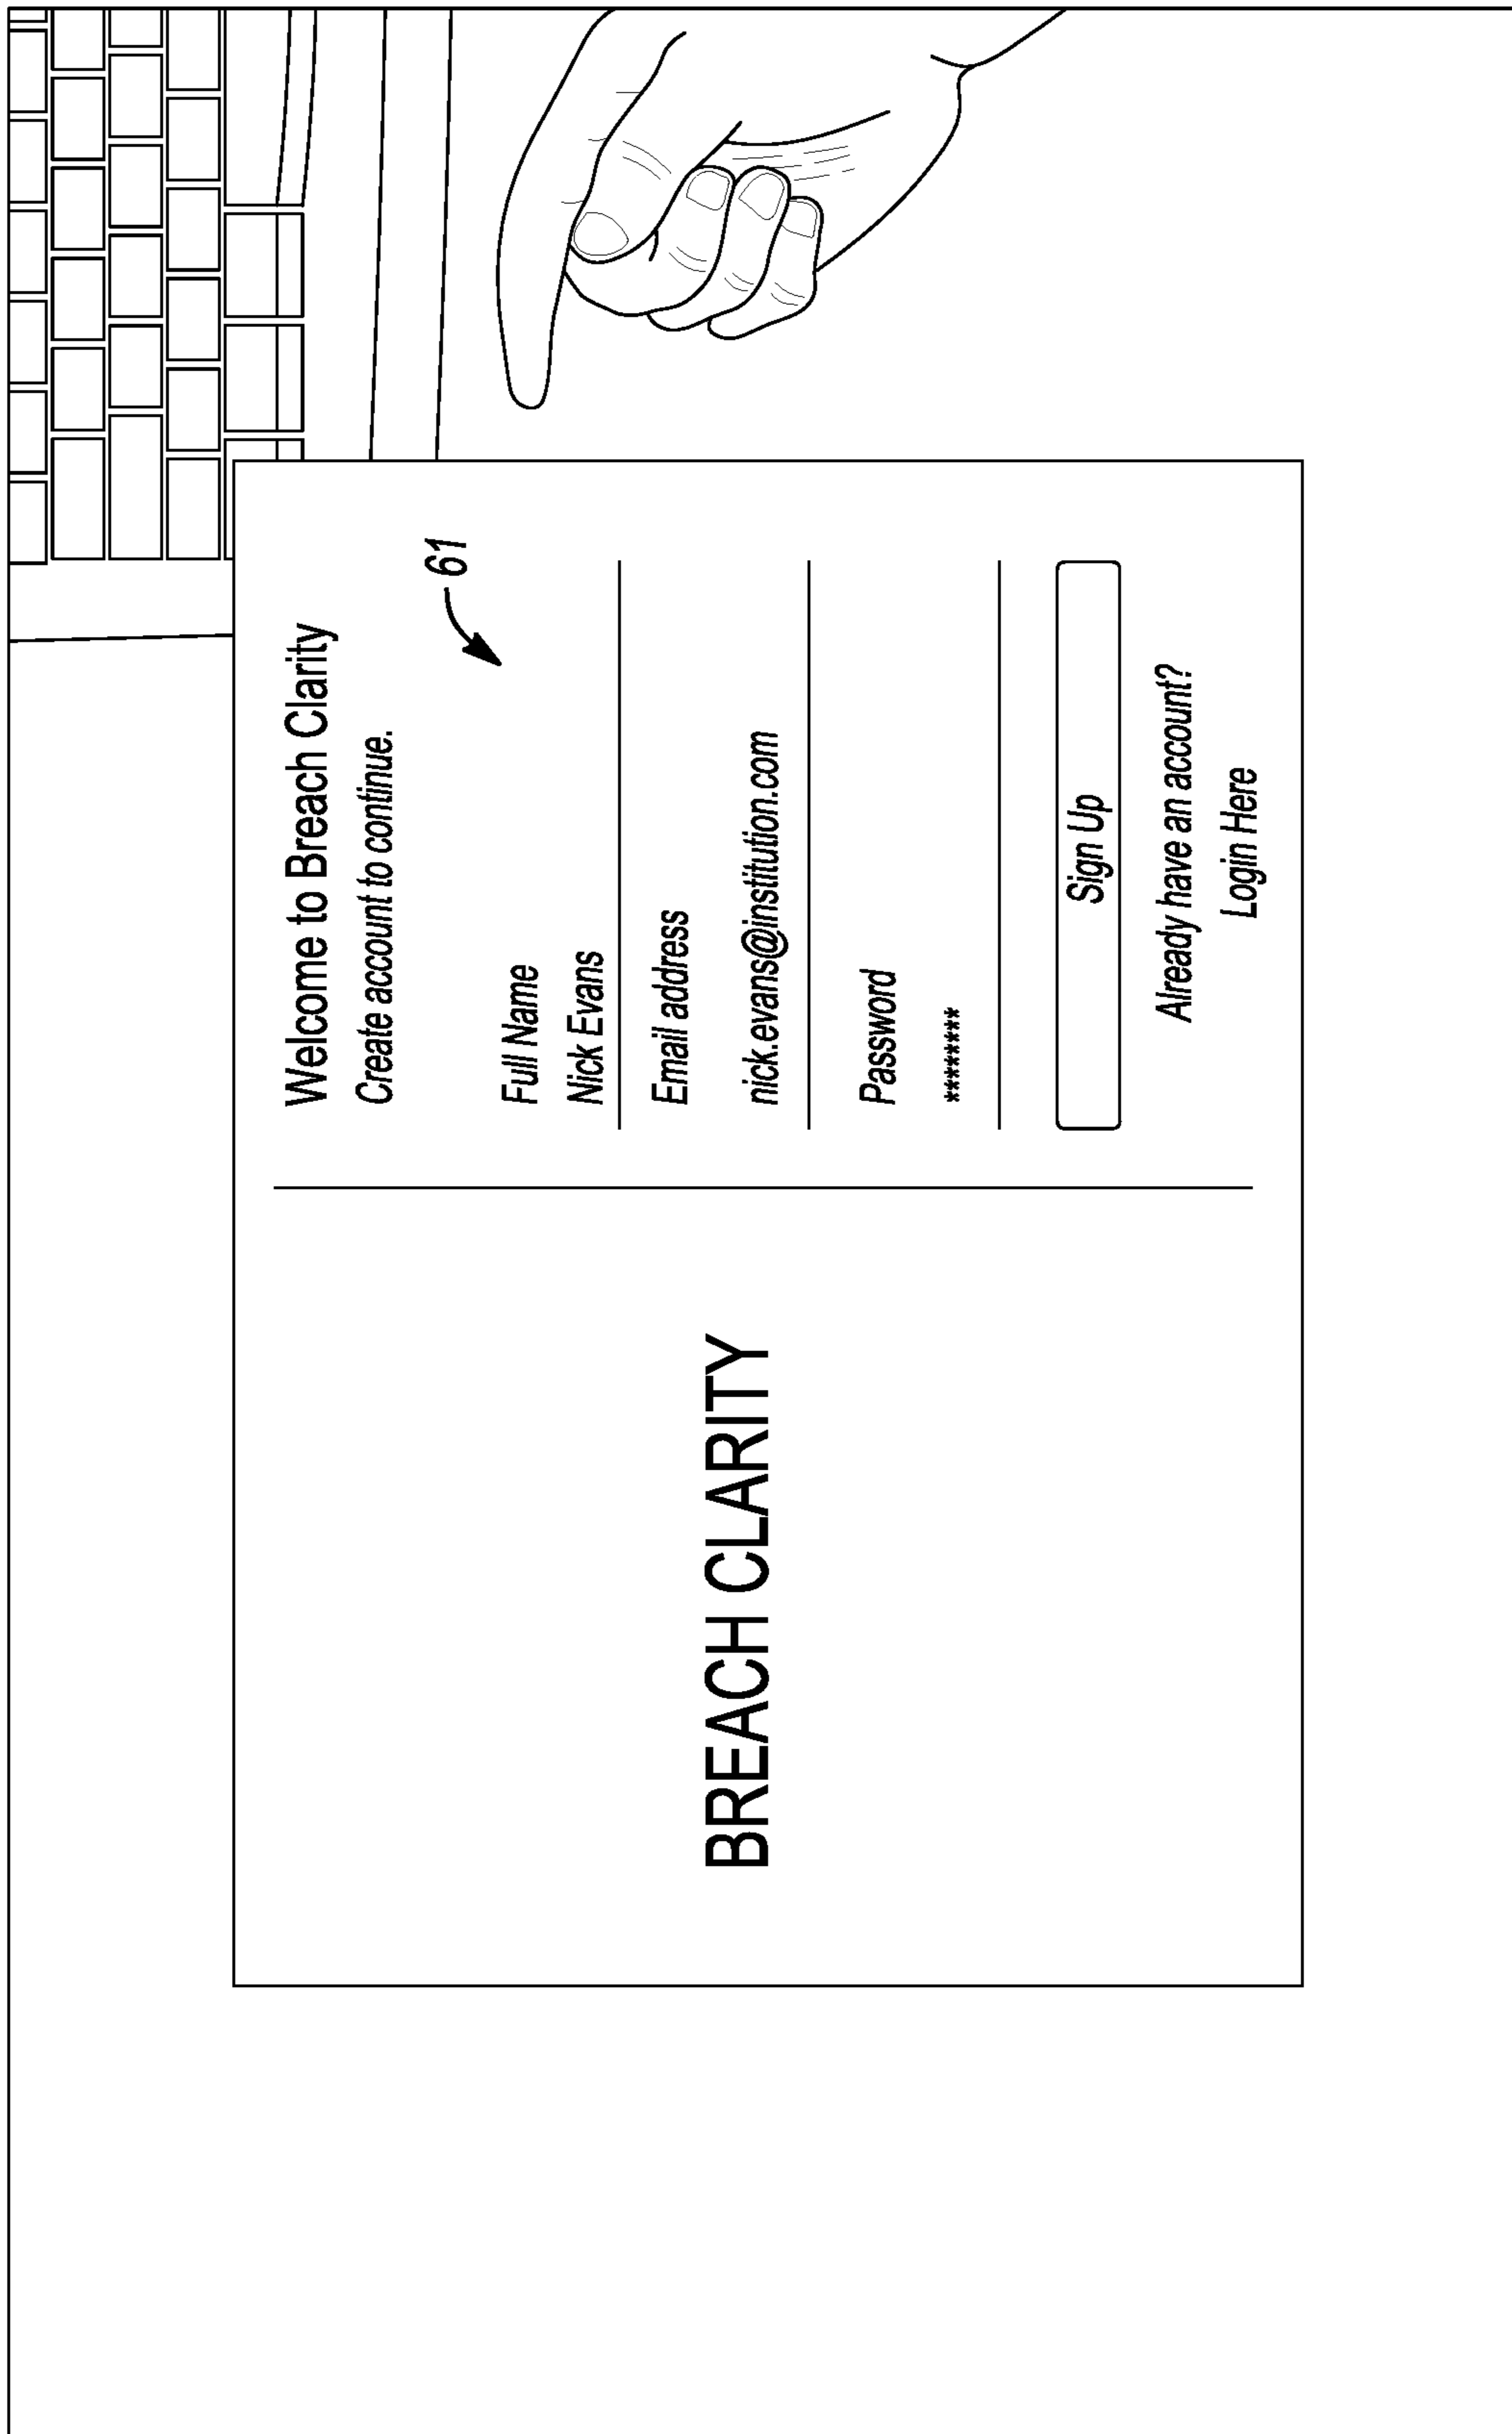 BREACH CLARITY
Welcome to Breach Clarity
Create account to continue.
61
Full Name
Nick Evans
Email address
nick.evans@institution.com
Password
********
Sign Up
Already have an account?
Login Here